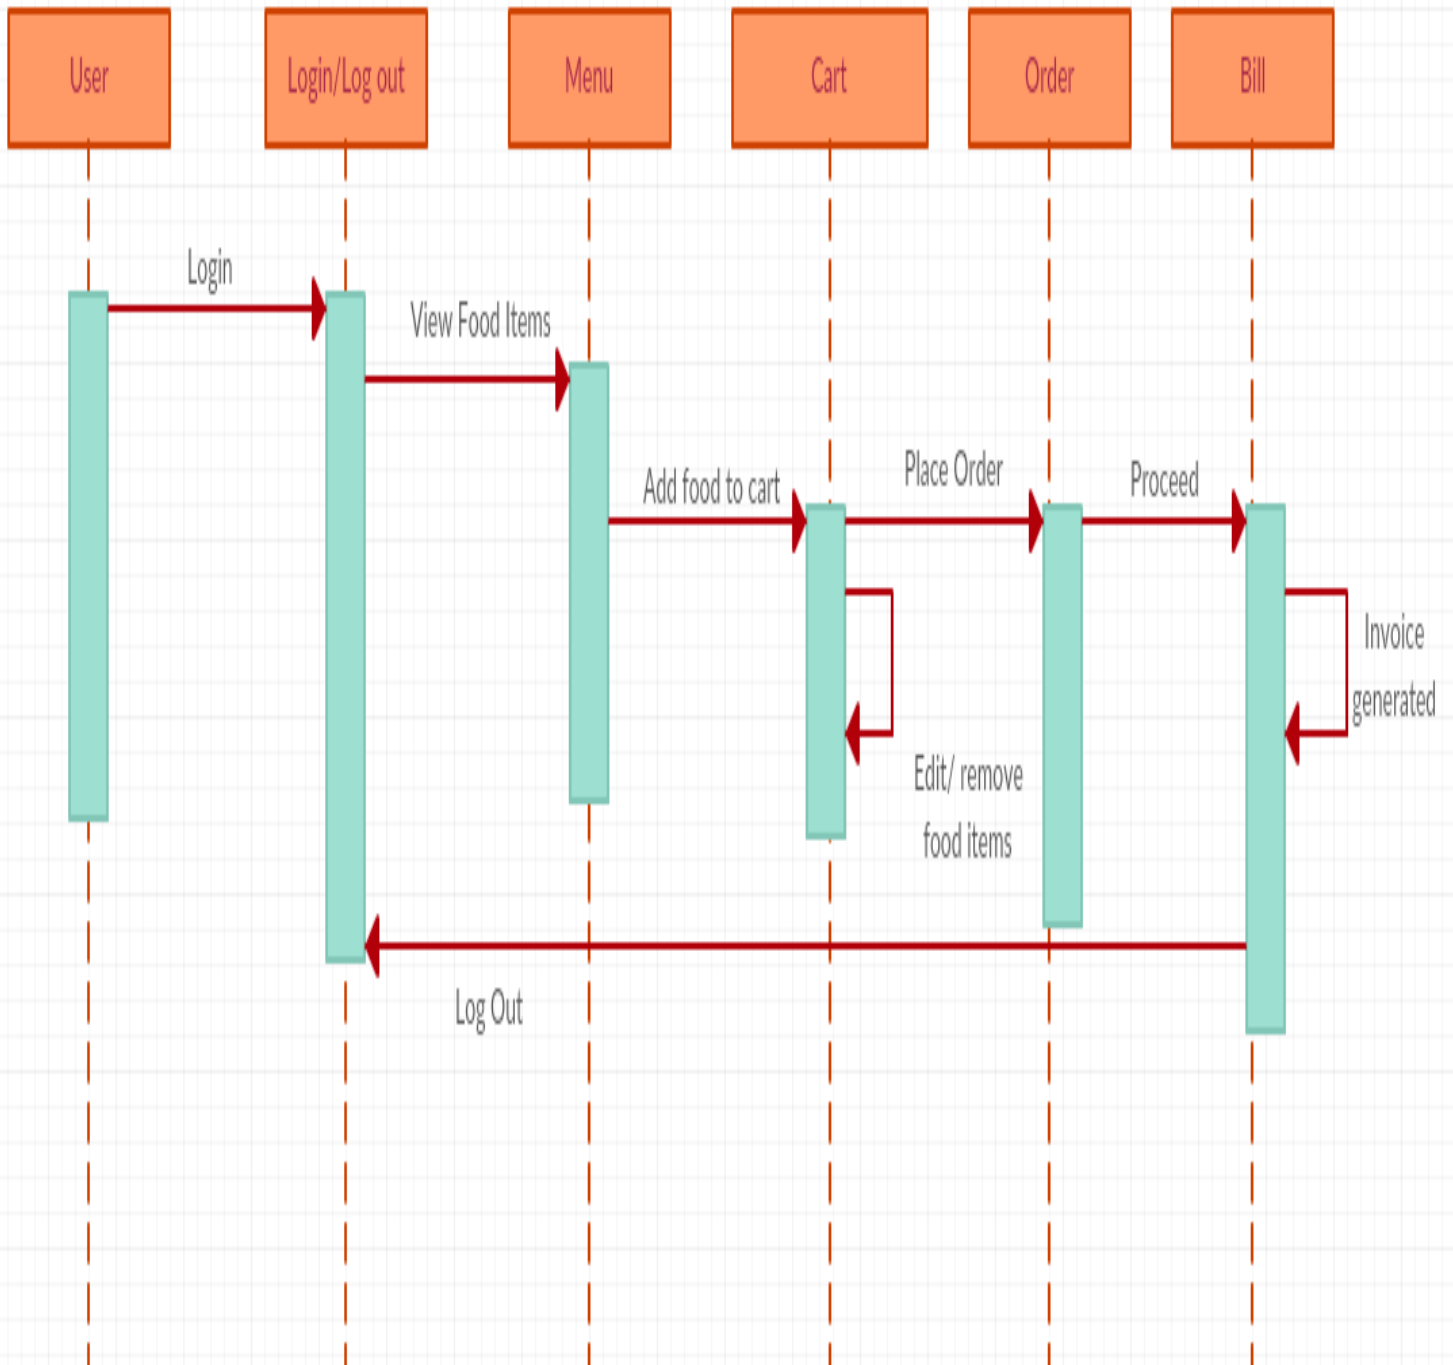 User
Login/Log out
Menu
Cart
Order
Bill
Login
View Food Items
Add food to cart
Place Order
Proceed
Invoice
generated
Edit/ remove
food items
Log Out